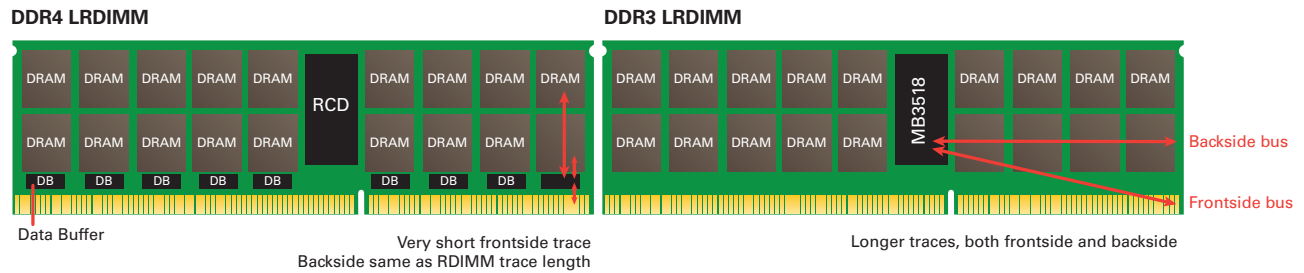 DDR4 LRDIMM
DDR3 LRDIMM
DRAM DRAM DRAM DRAM DRAM DRAM DRAM DRAM DRAM
RCD
DRAM DRAM DRAM DRAM DRAM DRAM DRAM DRAM
DB DB DB DB DB DB DB DB
Data Buffer
Very short frontside trace
Backside same as RDIMM trace length
DRAM DRAM DRAM DRAM DRAM DRAM DRAM DRAM DRAM
MB3518
DRAM DRAM DRAM DRAM DRAM
Backside bus
Frontside bus
Longer traces, both frontside and backside